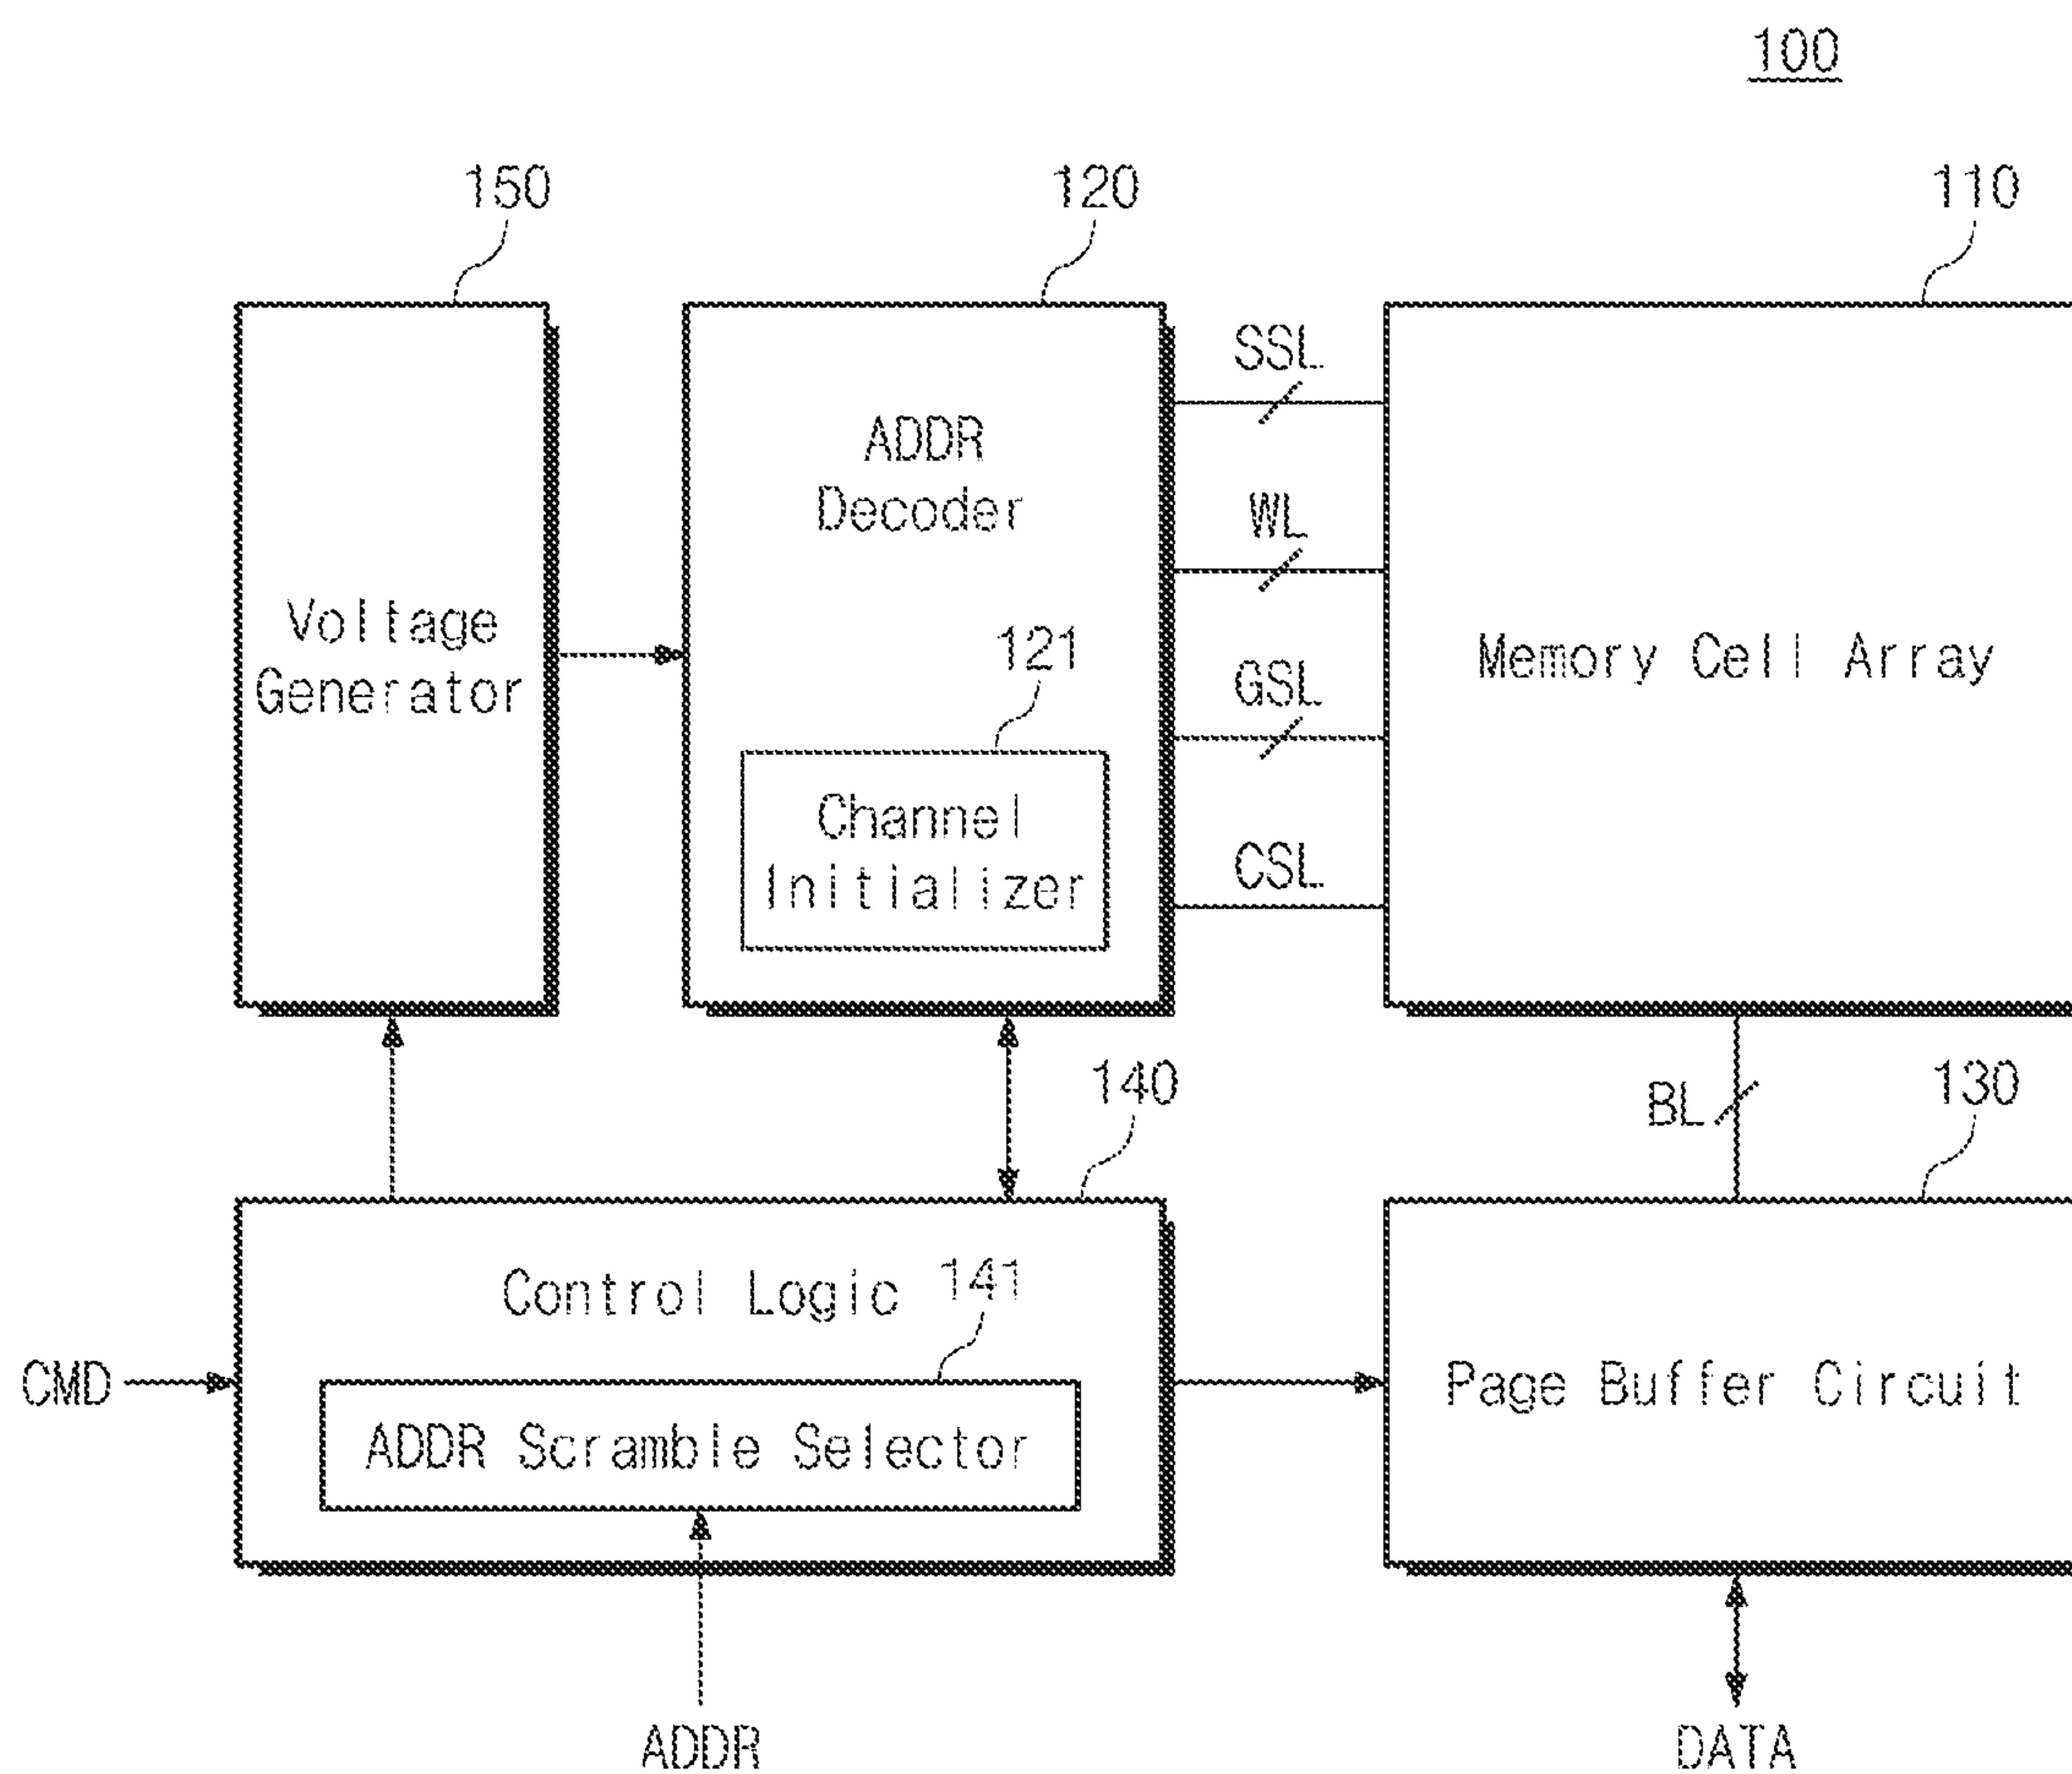 100
150
120
110
SSL
ADDR
Decoder
WL
Voltage
Generator
121
GSL
Memory Cell Array
Channel
Initializer
CSL
140
BL
130
Control Logic
141
CMD
ADDR Scramble Selector
Page Buffer Circuit
ADDR
DATA